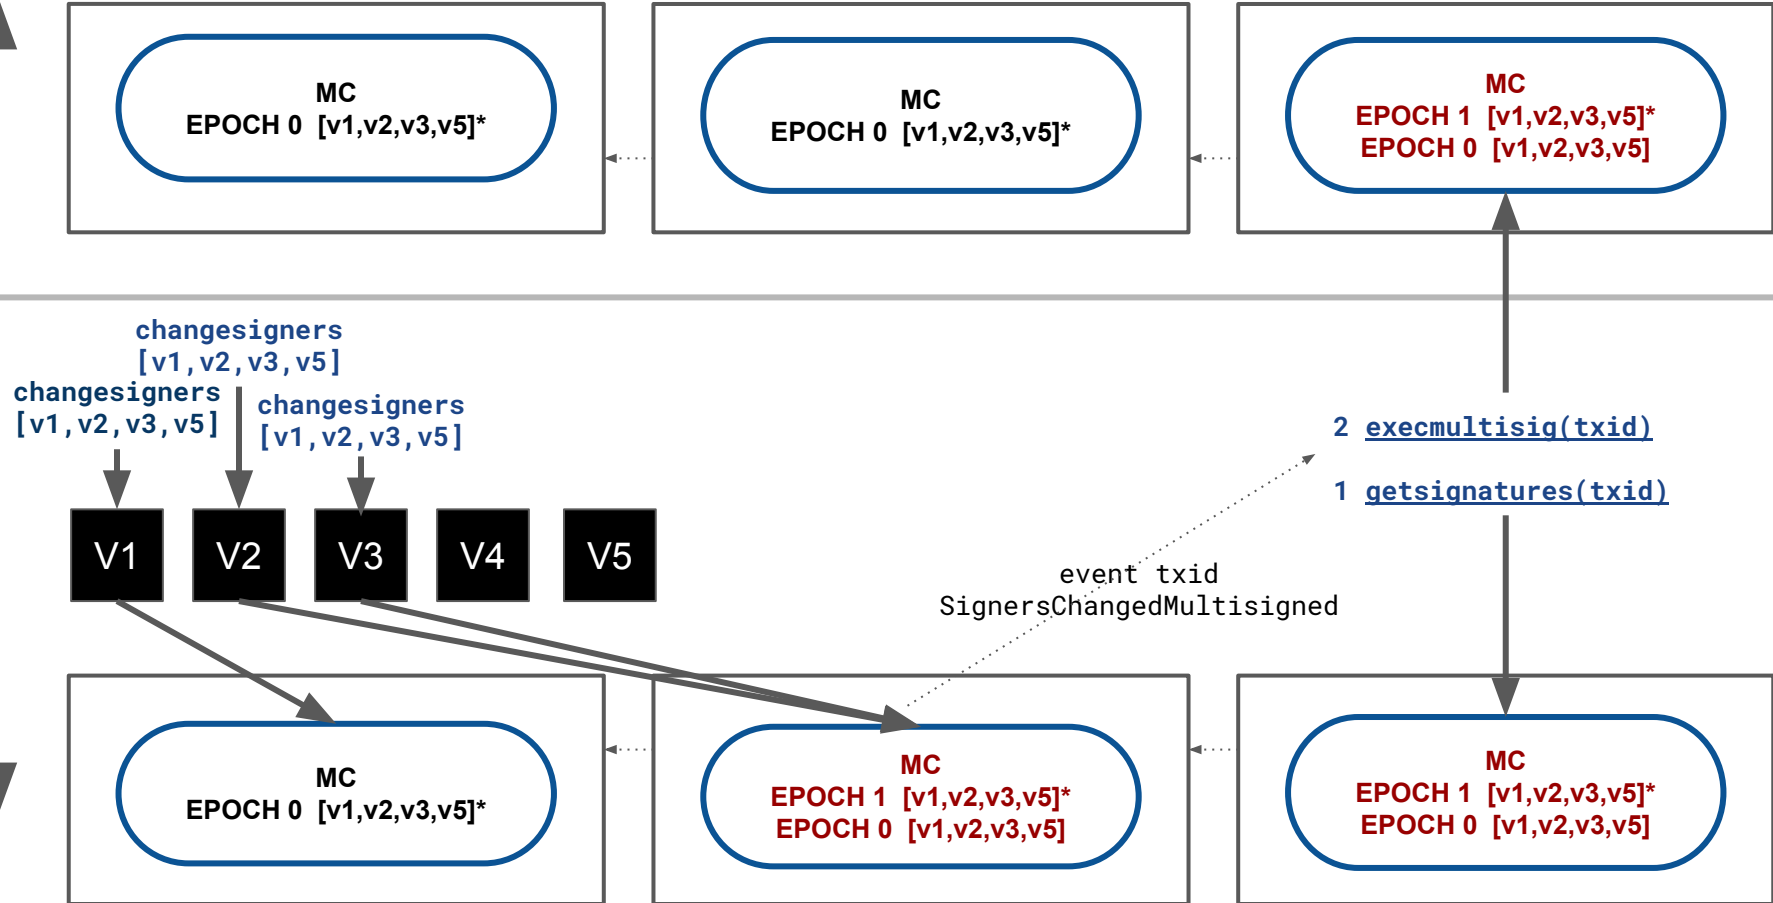 MC
EPOCH 0 [v1,v2,v3,v5]*
MC
EPOCH 0 [v1,v2,v3,v5]*
MC
EPOCH 1 [v1,v2,v3,v5]*
EPOCH 0 [v1,v2,v3,v5]
changesigners
[v1,v2,v3,v5]
changesigners
[v1,v2,v3,v5]
changesigners
[v1,v2,v3,v5]
2 execmultisig(txid)
1 getsignatures(txid)
V1
V2
V3
V4
V5
event txid
SignersChangedMultisigned
MC
EPOCH 0 [v1,v2,v3,v5]*
MC
EPOCH 1 [v1,v2,v3,v5]*
EPOCH 0 [v1,v2,v3,v5]
MC
EPOCH 1 [v1,v2,v3,v5]*
EPOCH 0 [v1,v2,v3,v5]